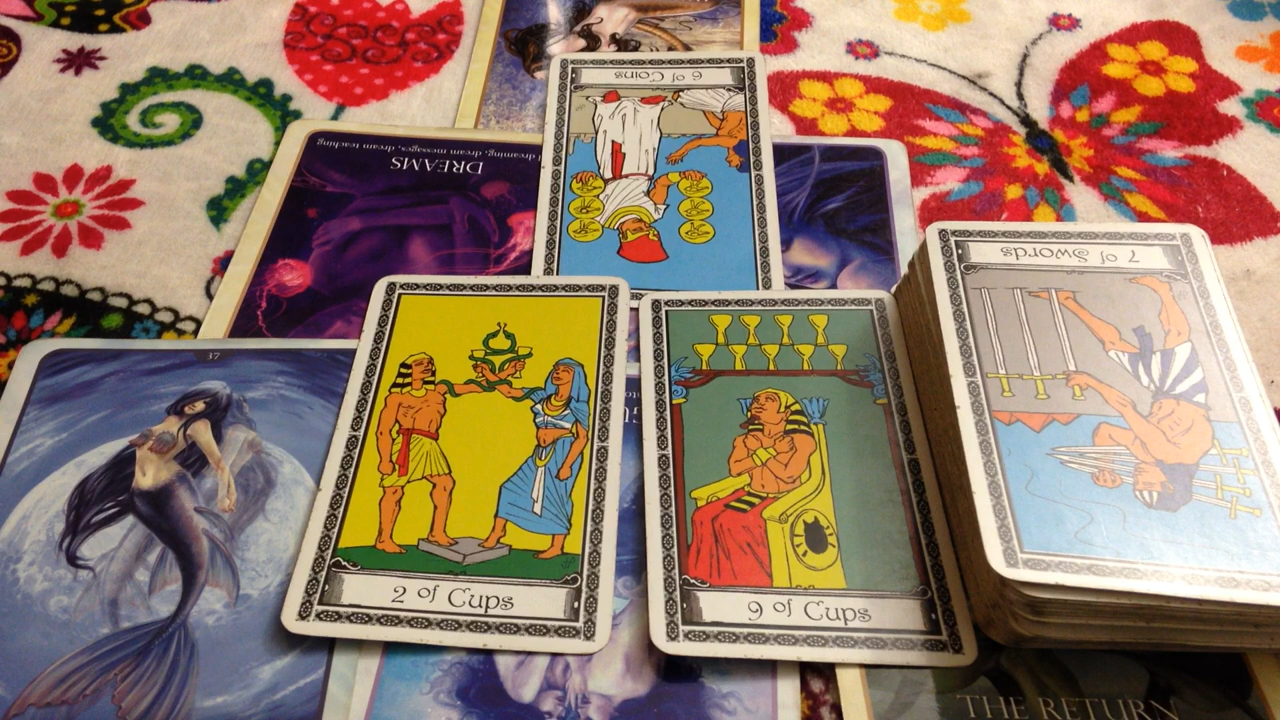 6 of Coins
DREAMS
dreaming, dream messages, dream teaching
7 of Swords
37
2 of Cups
9 of Cups
THE RETURN